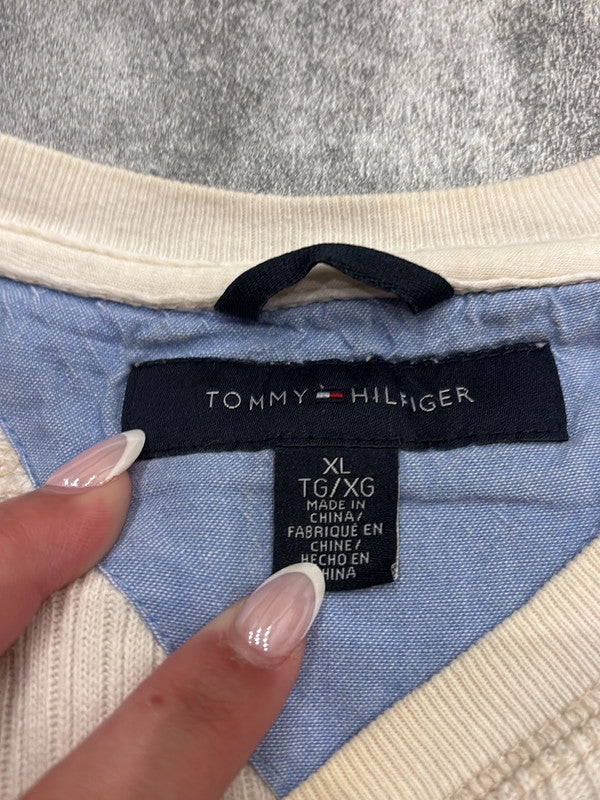 TOMMY HILFIGER
XL
TG/XG
MADE IN
CHINA/
FABRIQUÉ EN
CHINE/
HECHO EN
CHINA